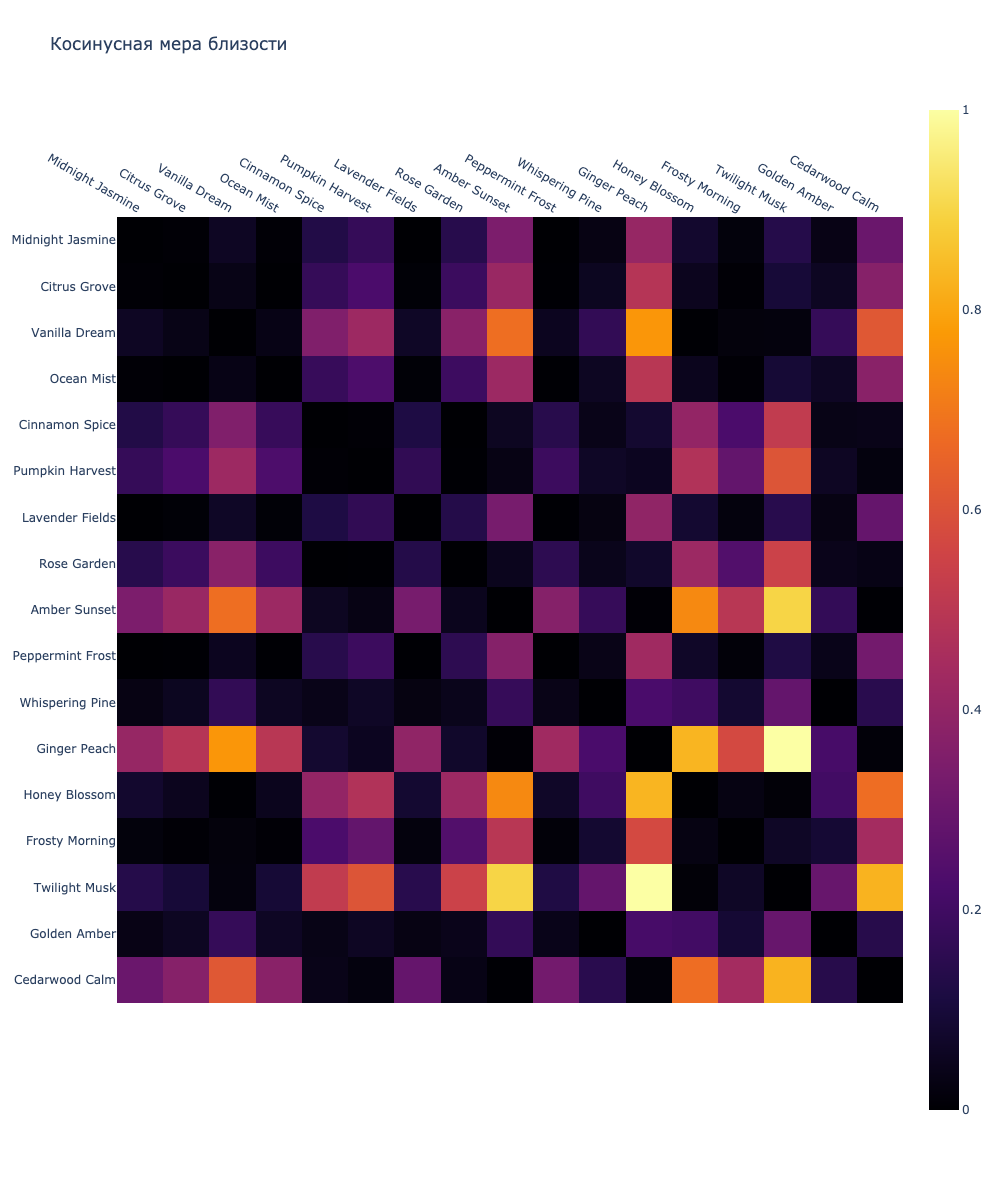 Косинусная мера близости
Midnight Jasmine
Citrus Grove
Vanilla Dream
Ocean Mist
Cinnamon Spice
Pumpkin Harvest
Lavender Fields
Rose Garden
Amber Sunset
Peppermint Frost
Whispering Pine
Ginger Peach
Honey Blossom
Frosty Morning
Twilight Musk
Golden Amber
Cedarwood Calm
Midnight Jasmine
Citrus Grove
Vanilla Dream
Ocean Mist
Cinnamon Spice
Pumpkin Harvest
Lavender Fields
Rose Garden
Amber Sunset
Peppermint Frost
Whispering Pine
Ginger Peach
Honey Blossom
Frosty Morning
Twilight Musk
Golden Amber
Cedarwood Calm
1
0.8
0.6
0.4
0.2
0